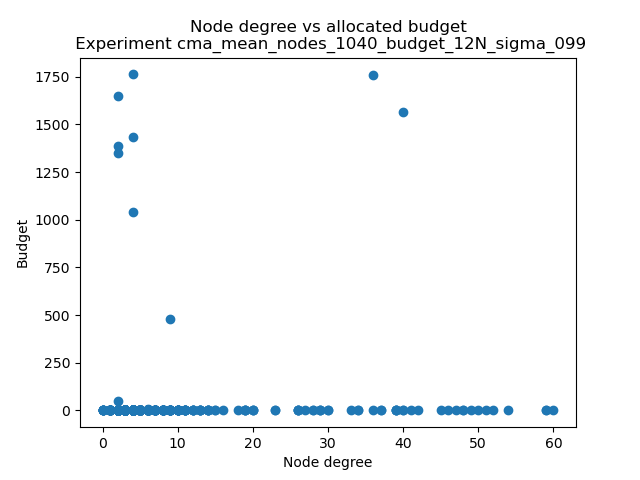 Node degree vs allocated budget
Experiment cma_mean_nodes_1040_budget_12N_sigma_099
1750
1500
1250
1000
750
500
250
0
Budget
0 10 20 30 40 50 60
Node degree